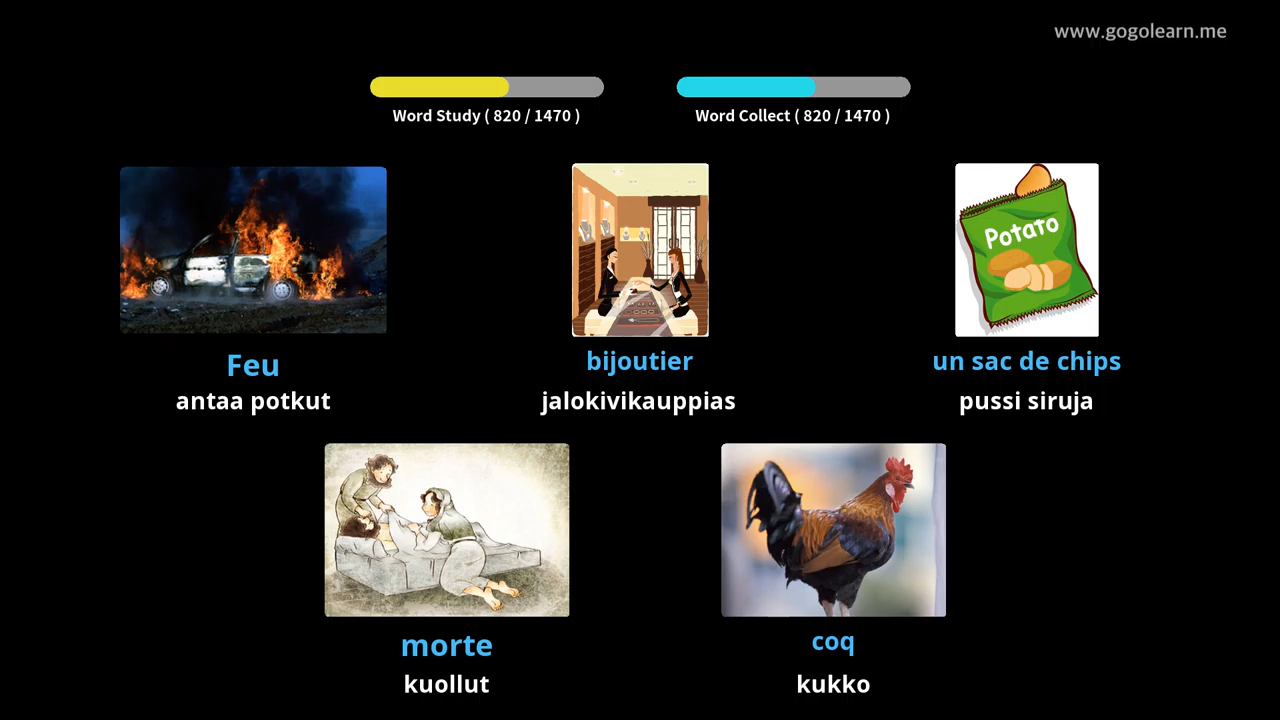 www.gogolearn.me
Word Study ( 820 / 1470 )
Word Collect ( 820 / 1470 )
Potato
Feu
antaa potkut
bijoutier
jalokivikauppias
un sac de chips
pussi siruja
morte
kuollut
coq
kukko